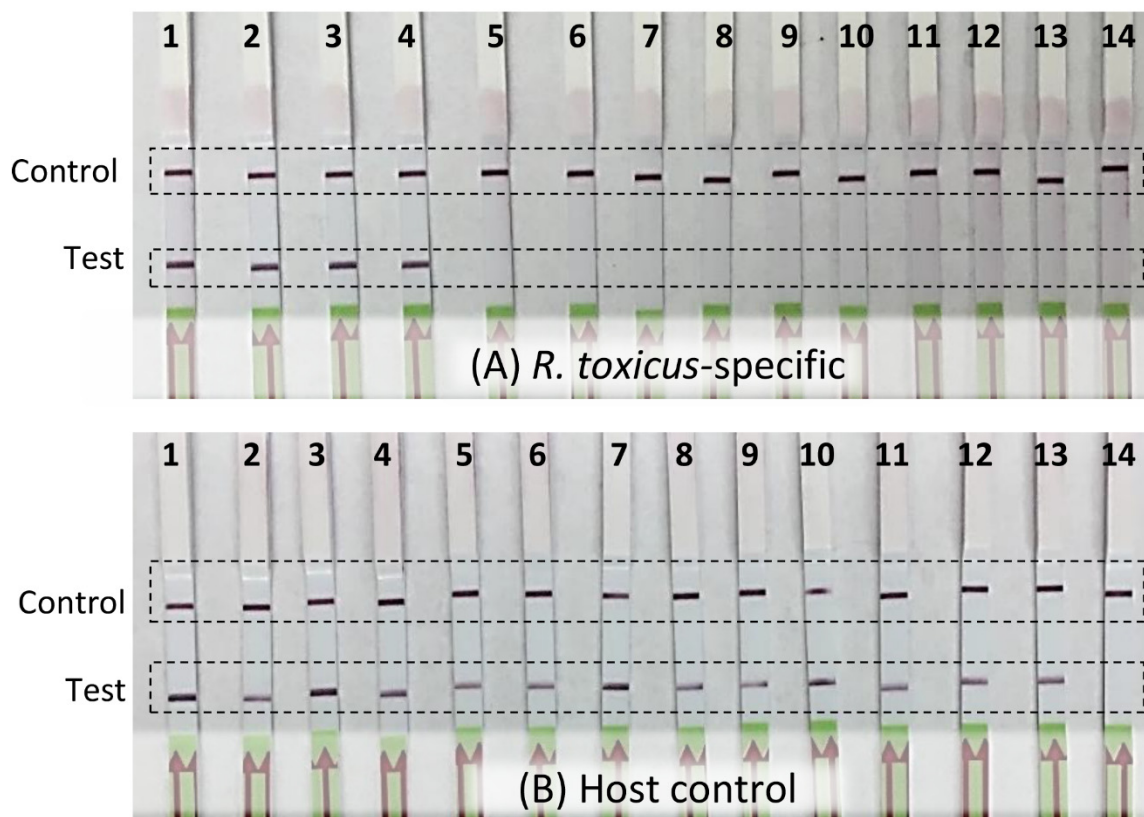 1 2 3 4 5 6 7 8 9 10 11 12 13 14
Control
Test
(A) R. toxicus-specific
1 2 3 4 5 6 7 8 9 10 11 12 13 14
Control
Test
(B) Host control